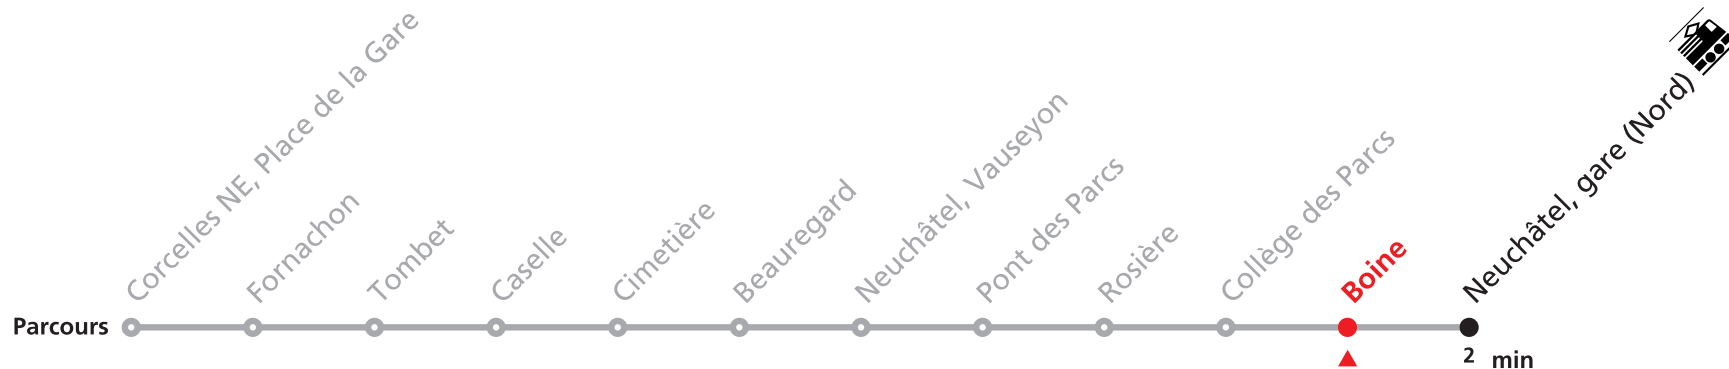 Parcours
Corcelles NE, Place de la Gare
Fornachon
Tombet
Caselle
Cimetière
Beauregard
Neuchâtel, Vauseyon
Pont des Parcs
Rosière
Collège des Parcs
Boine
Neuchâtel, gare (Nord)
2 min